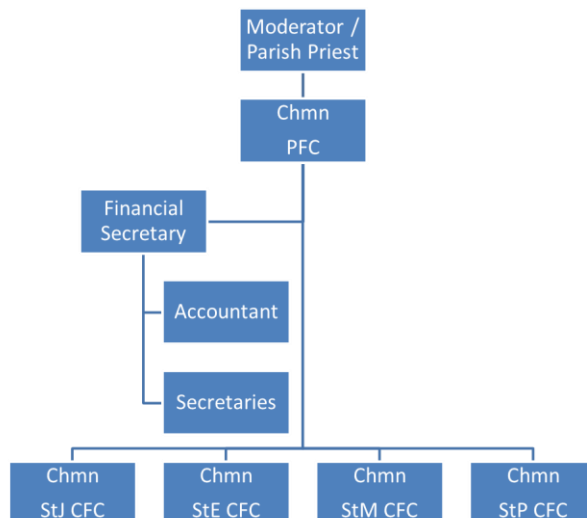 Moderator /
Parish Priest
Chmn
PFC
Financial
Secretary
Accountant
Secretaries
Chmn
StJ CFC
Chmn
StE CFC
Chmn
StM CFC
Chmn
StP CFC